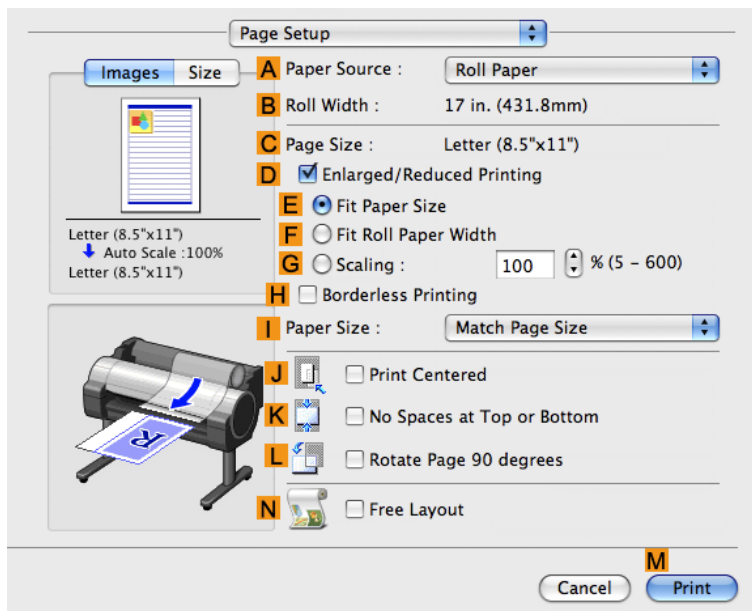 Page Setup
Images Size
A Paper Source : Roll Paper
B Roll Width : 17 in. (431.8mm)
C Page Size : Letter (8.5"x11")
D Enlarged/Reduced Printing
E Fit Paper Size
F Fit Roll Paper Width
G Scaling : 100 % (5 – 600)
H Borderless Printing
Letter (8.5"x11")
Auto Scale :100%
Letter (8.5"x11")
I Paper Size : Match Page Size
J Print Centered
K No Spaces at Top or Bottom
L Rotate Page 90 degrees
N Free Layout
R
M
Cancel Print